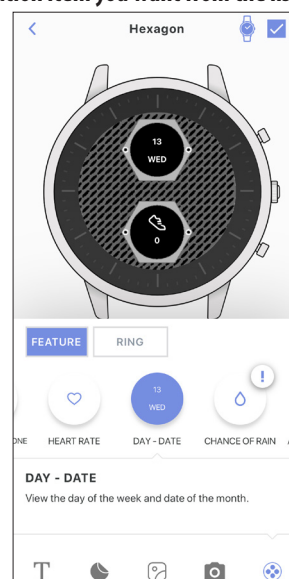 Hexagon
13
WED
0
FEATURE RING
13
WED
!
HEART RATE DAY - DATE CHANCE OF RAIN
DAY - DATE
View the day of the week and date of the month.
T